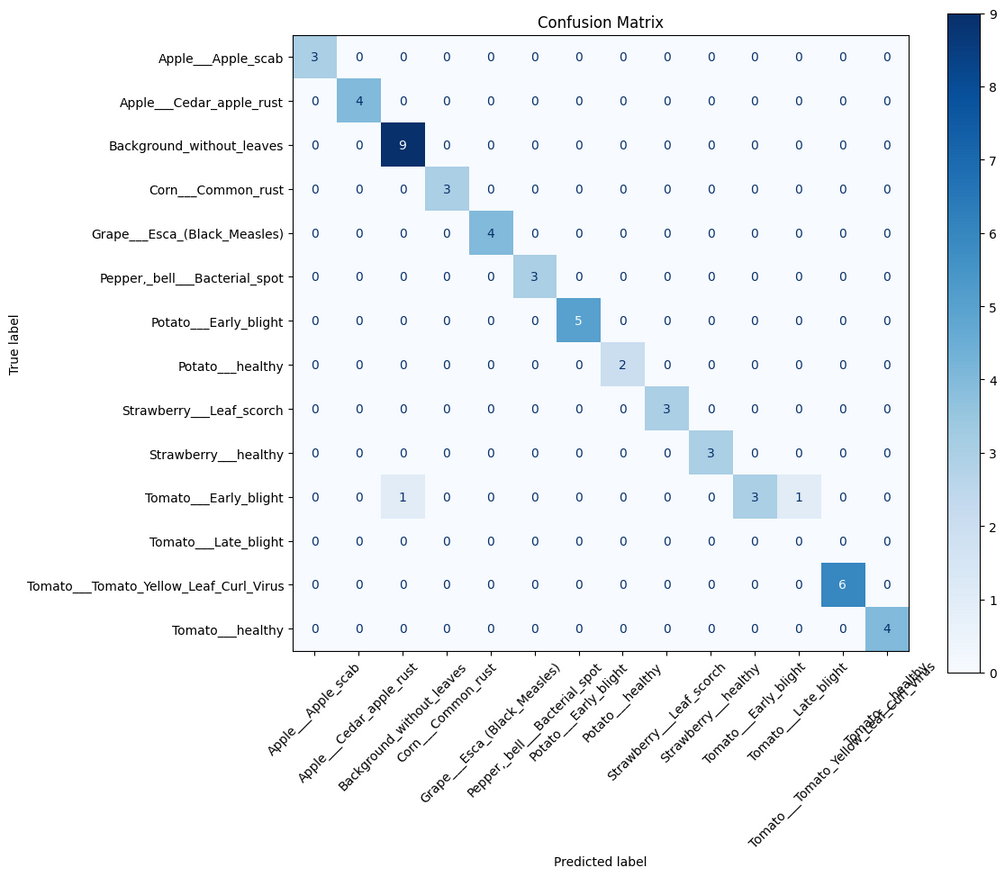 Confusion Matrix
True label
Apple___Apple_scab 3 0 0 0 0 0 0 0 0 0 0 0 0 0
Apple___Cedar_apple_rust 0 4 0 0 0 0 0 0 0 0 0 0 0 0
Background_without_leaves 0 0 9 0 0 0 0 0 0 0 0 0 0 0
Corn___Common_rust 0 0 0 3 0 0 0 0 0 0 0 0 0 0
Grape___Esca_(Black_Measles) 0 0 0 0 4 0 0 0 0 0 0 0 0 0
Pepper,_bell___Bacterial_spot 0 0 0 0 0 3 0 0 0 0 0 0 0 0
Potato___Early_blight 0 0 0 0 0 0 5 0 0 0 0 0 0 0
Potato___healthy 0 0 0 0 0 0 0 2 0 0 0 0 0 0
Strawberry___Leaf_scorch 0 0 0 0 0 0 0 0 3 0 0 0 0 0
Strawberry___healthy 0 0 0 0 0 0 0 0 0 3 0 0 0 0
Tomato___Early_blight 0 0 1 0 0 0 0 0 0 0 3 1 0 0
Tomato___Late_blight 0 0 0 0 0 0 0 0 0 0 0 0 0 0
Tomato___Tomato_Yellow_Leaf_Curl_Virus 0 0 0 0 0 0 0 0 0 0 0 0 6 0
Tomato___healthy 0 0 0 0 0 0 0 0 0 0 0 0 0 4
Apple___Apple_scab
Apple___Cedar_apple_rust
Background_without_leaves
Corn___Common_rust
Grape___Esca_(Black_Measles)
Pepper,_bell___Bacterial_spot
Potato___Early_blight
Potato___healthy
Strawberry___Leaf_scorch
Strawberry___healthy
Tomato___Early_blight
Tomato___Late_blight
Tomato___Tomato_Yellow_Leaf_Curl_Virus
Tomato___healthy
Predicted label
9
8
7
6
5
4
3
2
1
0